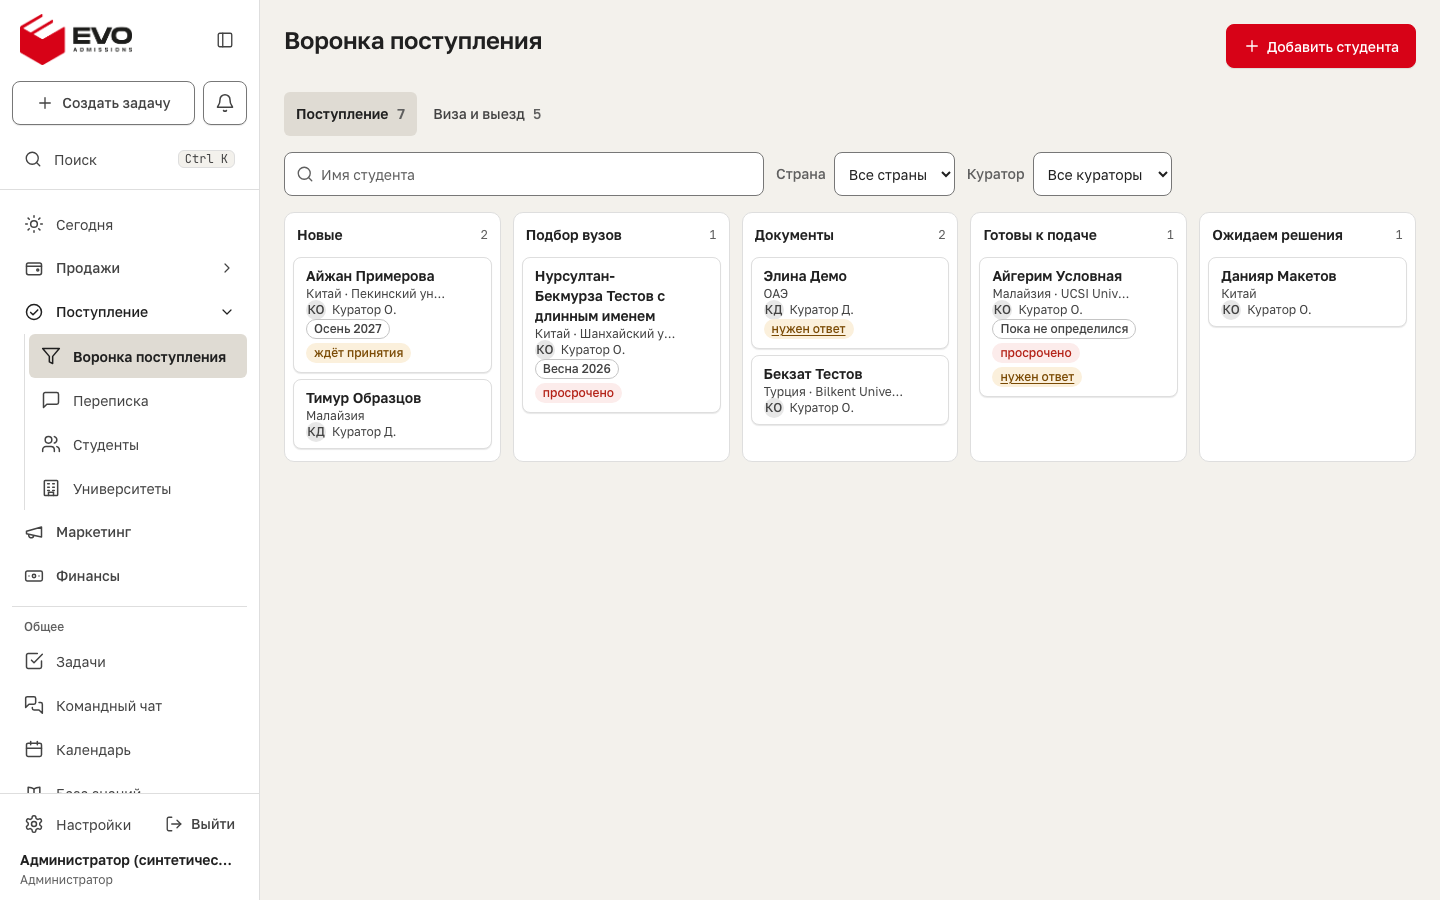 EVO
ADMISSIONS
Создать задачу
Поиск
Ctrl K
Сегодня
Продажи
Поступление
Воронка поступления
Переписка
Студенты
Университеты
Маркетинг
Финансы
Общее
Задачи
Командный чат
Календарь
База знаний
Настройки
Выйти
Администратор (синтетичес...
Администратор
Воронка поступления
Добавить студента
Поступление 7
Виза и выезд 5
Имя студента
Страна
Все страны
Куратор
Все кураторы
Новые 2
Айжан Примерова
Китай · Пекинский ун...
КО Куратор О.
Осень 2027
ждёт принятия
Тимур Образцов
Малайзия
КД Куратор Д.
Подбор вузов 1
Нурсултан-
Бекмурза Тестов с
длинным именем
Китай · Шанхайский у...
КО Куратор О.
Весна 2026
просрочено
Документы 2
Элина Демо
ОАЭ
КД Куратор Д.
нужен ответ
Бекзат Тестов
Турция · Bilkent Unive...
КО Куратор О.
Готовы к подаче 1
Айгерим Условная
Малайзия · UCSI Univ...
КО Куратор О.
Пока не определился
просрочено
нужен ответ
Ожидаем решения 1
Данияр Макетов
Китай
КО Куратор О.